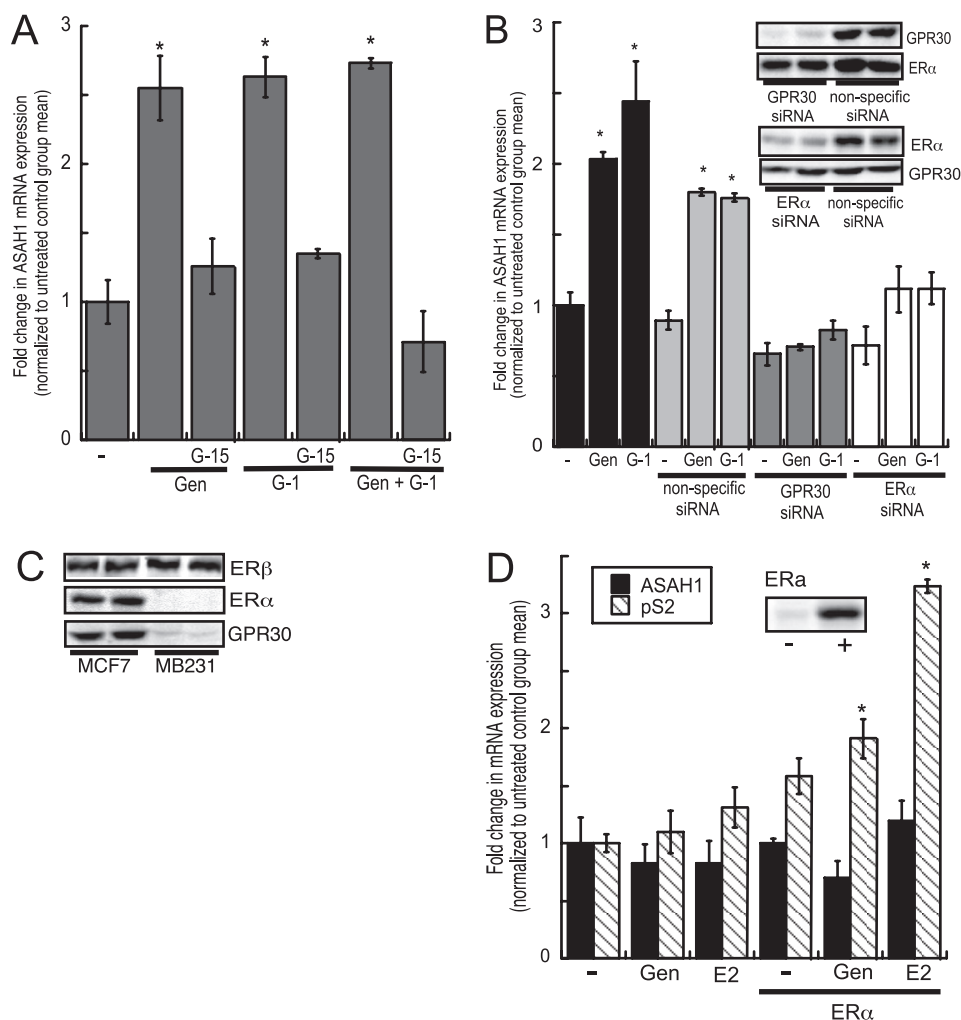 A
Fold change in ASAH1 mRNA expression
(normalized to untreated control group mean)
3
2
1
0
*
*
*
-
G-15
G-15
G-15
Gen
G-1
Gen + G-1
B
Fold change in ASAH1 mRNA expression
(normalized to untreated control group mean)
3
2
1
0
*
*
*
*
GPR30
ERα
GPR30 siRNA
non-specific siRNA
ERα
GPR30
ERα siRNA
non-specific siRNA
- Gen G-1 - Gen G-1 - Gen G-1 - Gen G-1
non-specific siRNA
GPR30 siRNA
ERα siRNA
C
ERβ
ERα
GPR30
MCF7 MB231
D
Fold change in mRNA expression
(normalized to untreated control group mean)
3
2
1
0
ASAH1
pS2
ERa
- +
*
*
- Gen E2 - Gen E2
ERα